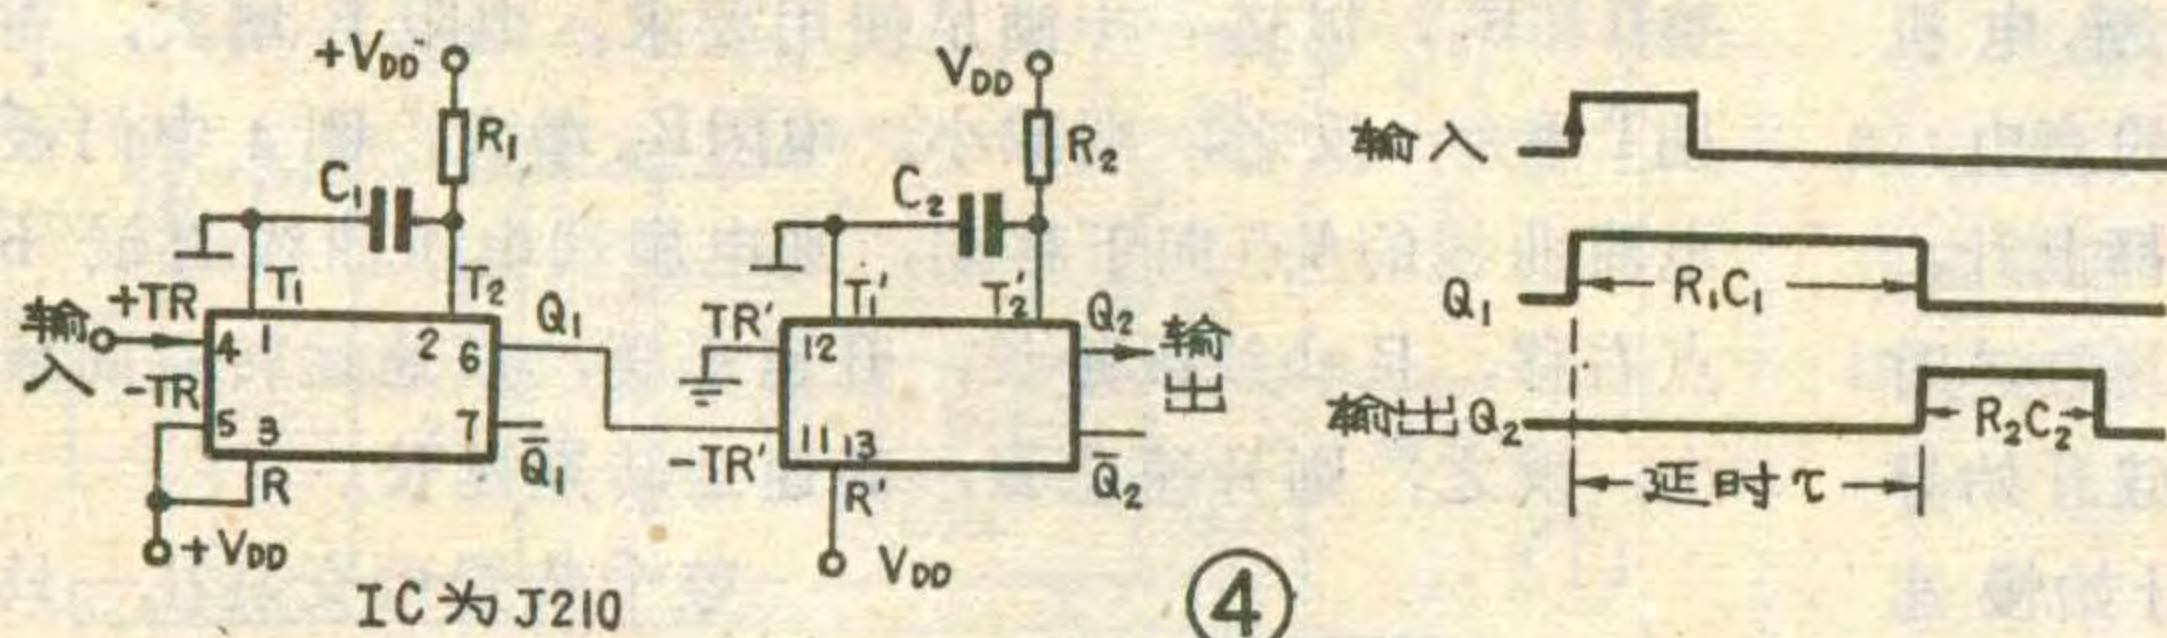 +VDD
R₁
C₁
T₁
T₂
+TR
输入
-TR
4
1
2
6
5
3
7
R
+VDD
Q₁
Q̄₁
VDD
R₂
C₂
T₁′
T₂′
TR′
12
11
13
-TR′
R′
VDD
Q₂
输出
Q̄₂
IC为J210
④
输入
Q₁
R₁C₁
输出Q₂
R₂C₂
延时τ